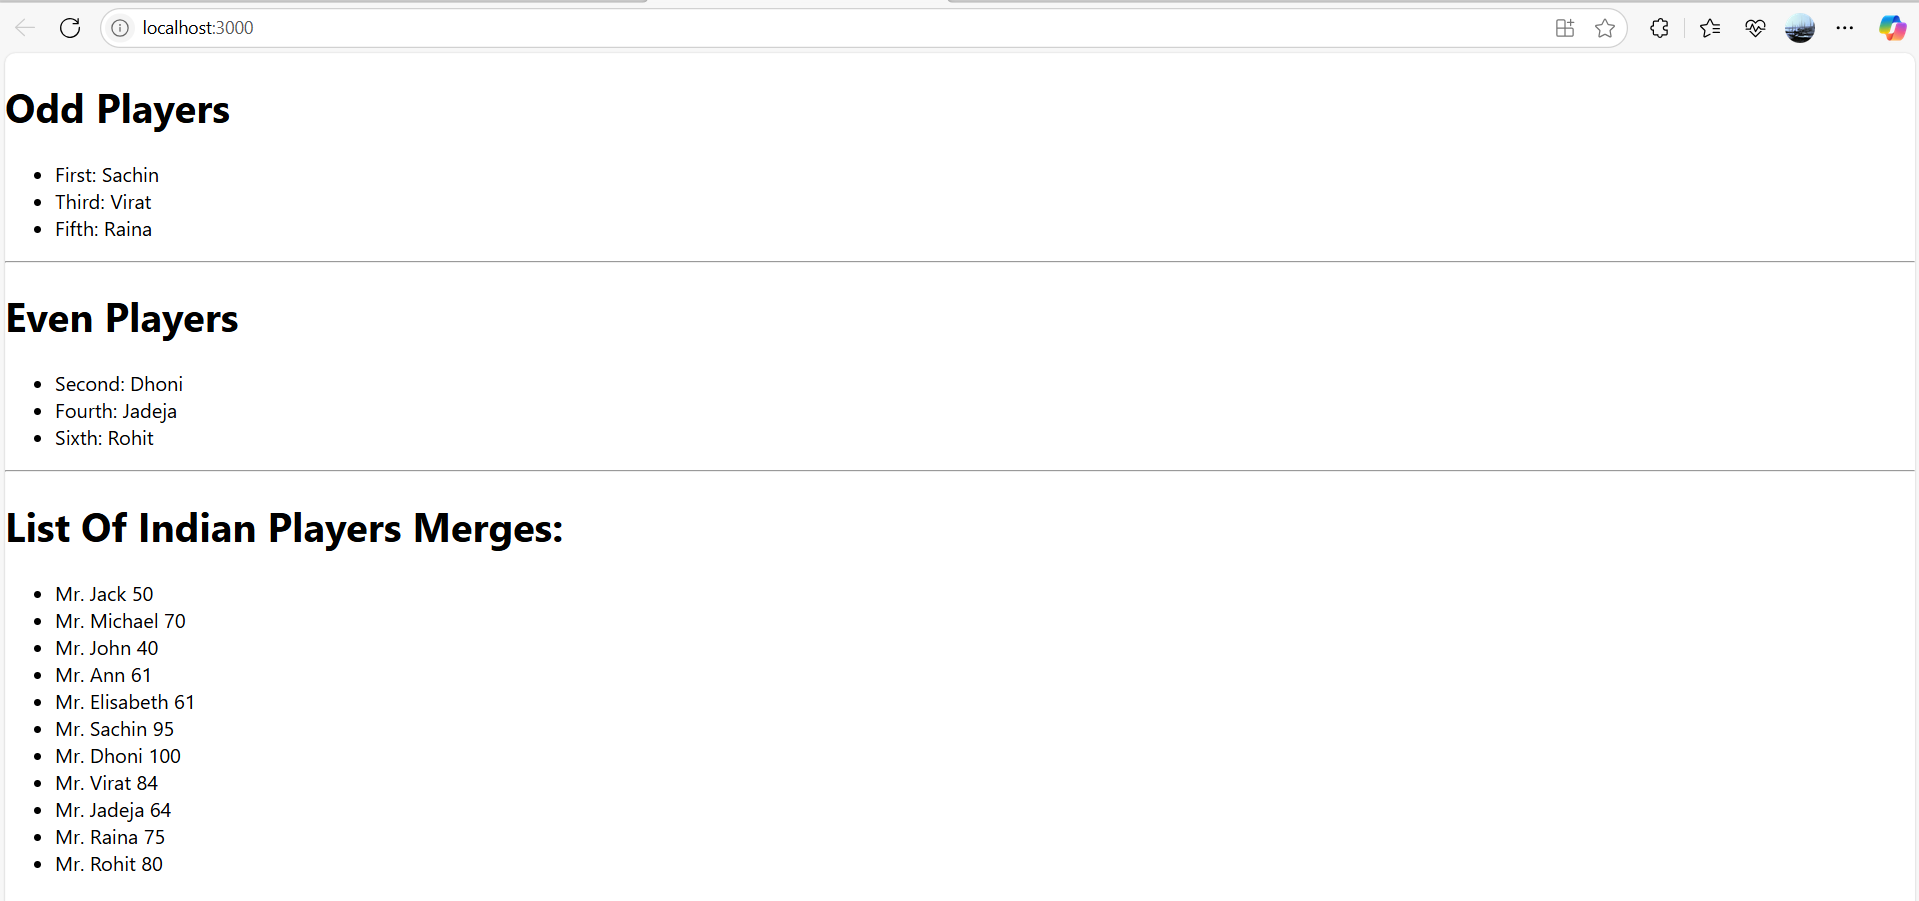 localhost:3000
Odd Players
First: Sachin
Third: Virat
Fifth: Raina
Even Players
Second: Dhoni
Fourth: Jadeja
Sixth: Rohit
List Of Indian Players Merges:
Mr. Jack 50
Mr. Michael 70
Mr. John 40
Mr. Ann 61
Mr. Elisabeth 61
Mr. Sachin 95
Mr. Dhoni 100
Mr. Virat 84
Mr. Jadeja 64
Mr. Raina 75
Mr. Rohit 80